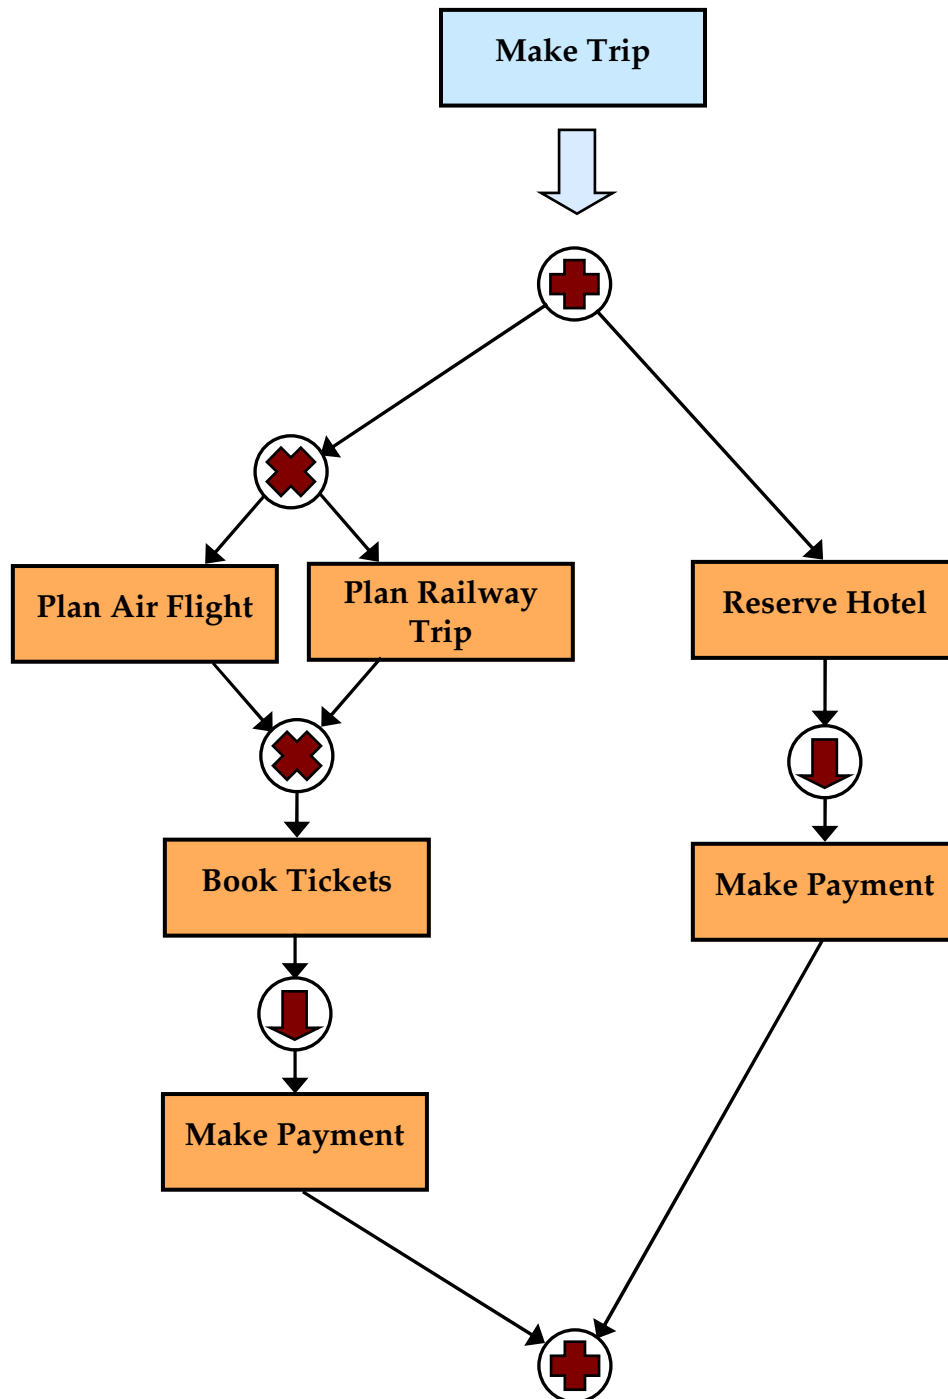 Make Trip
Plan Air Flight
Plan Railway
Trip
Reserve Hotel
Book Tickets
Make Payment
Make Payment